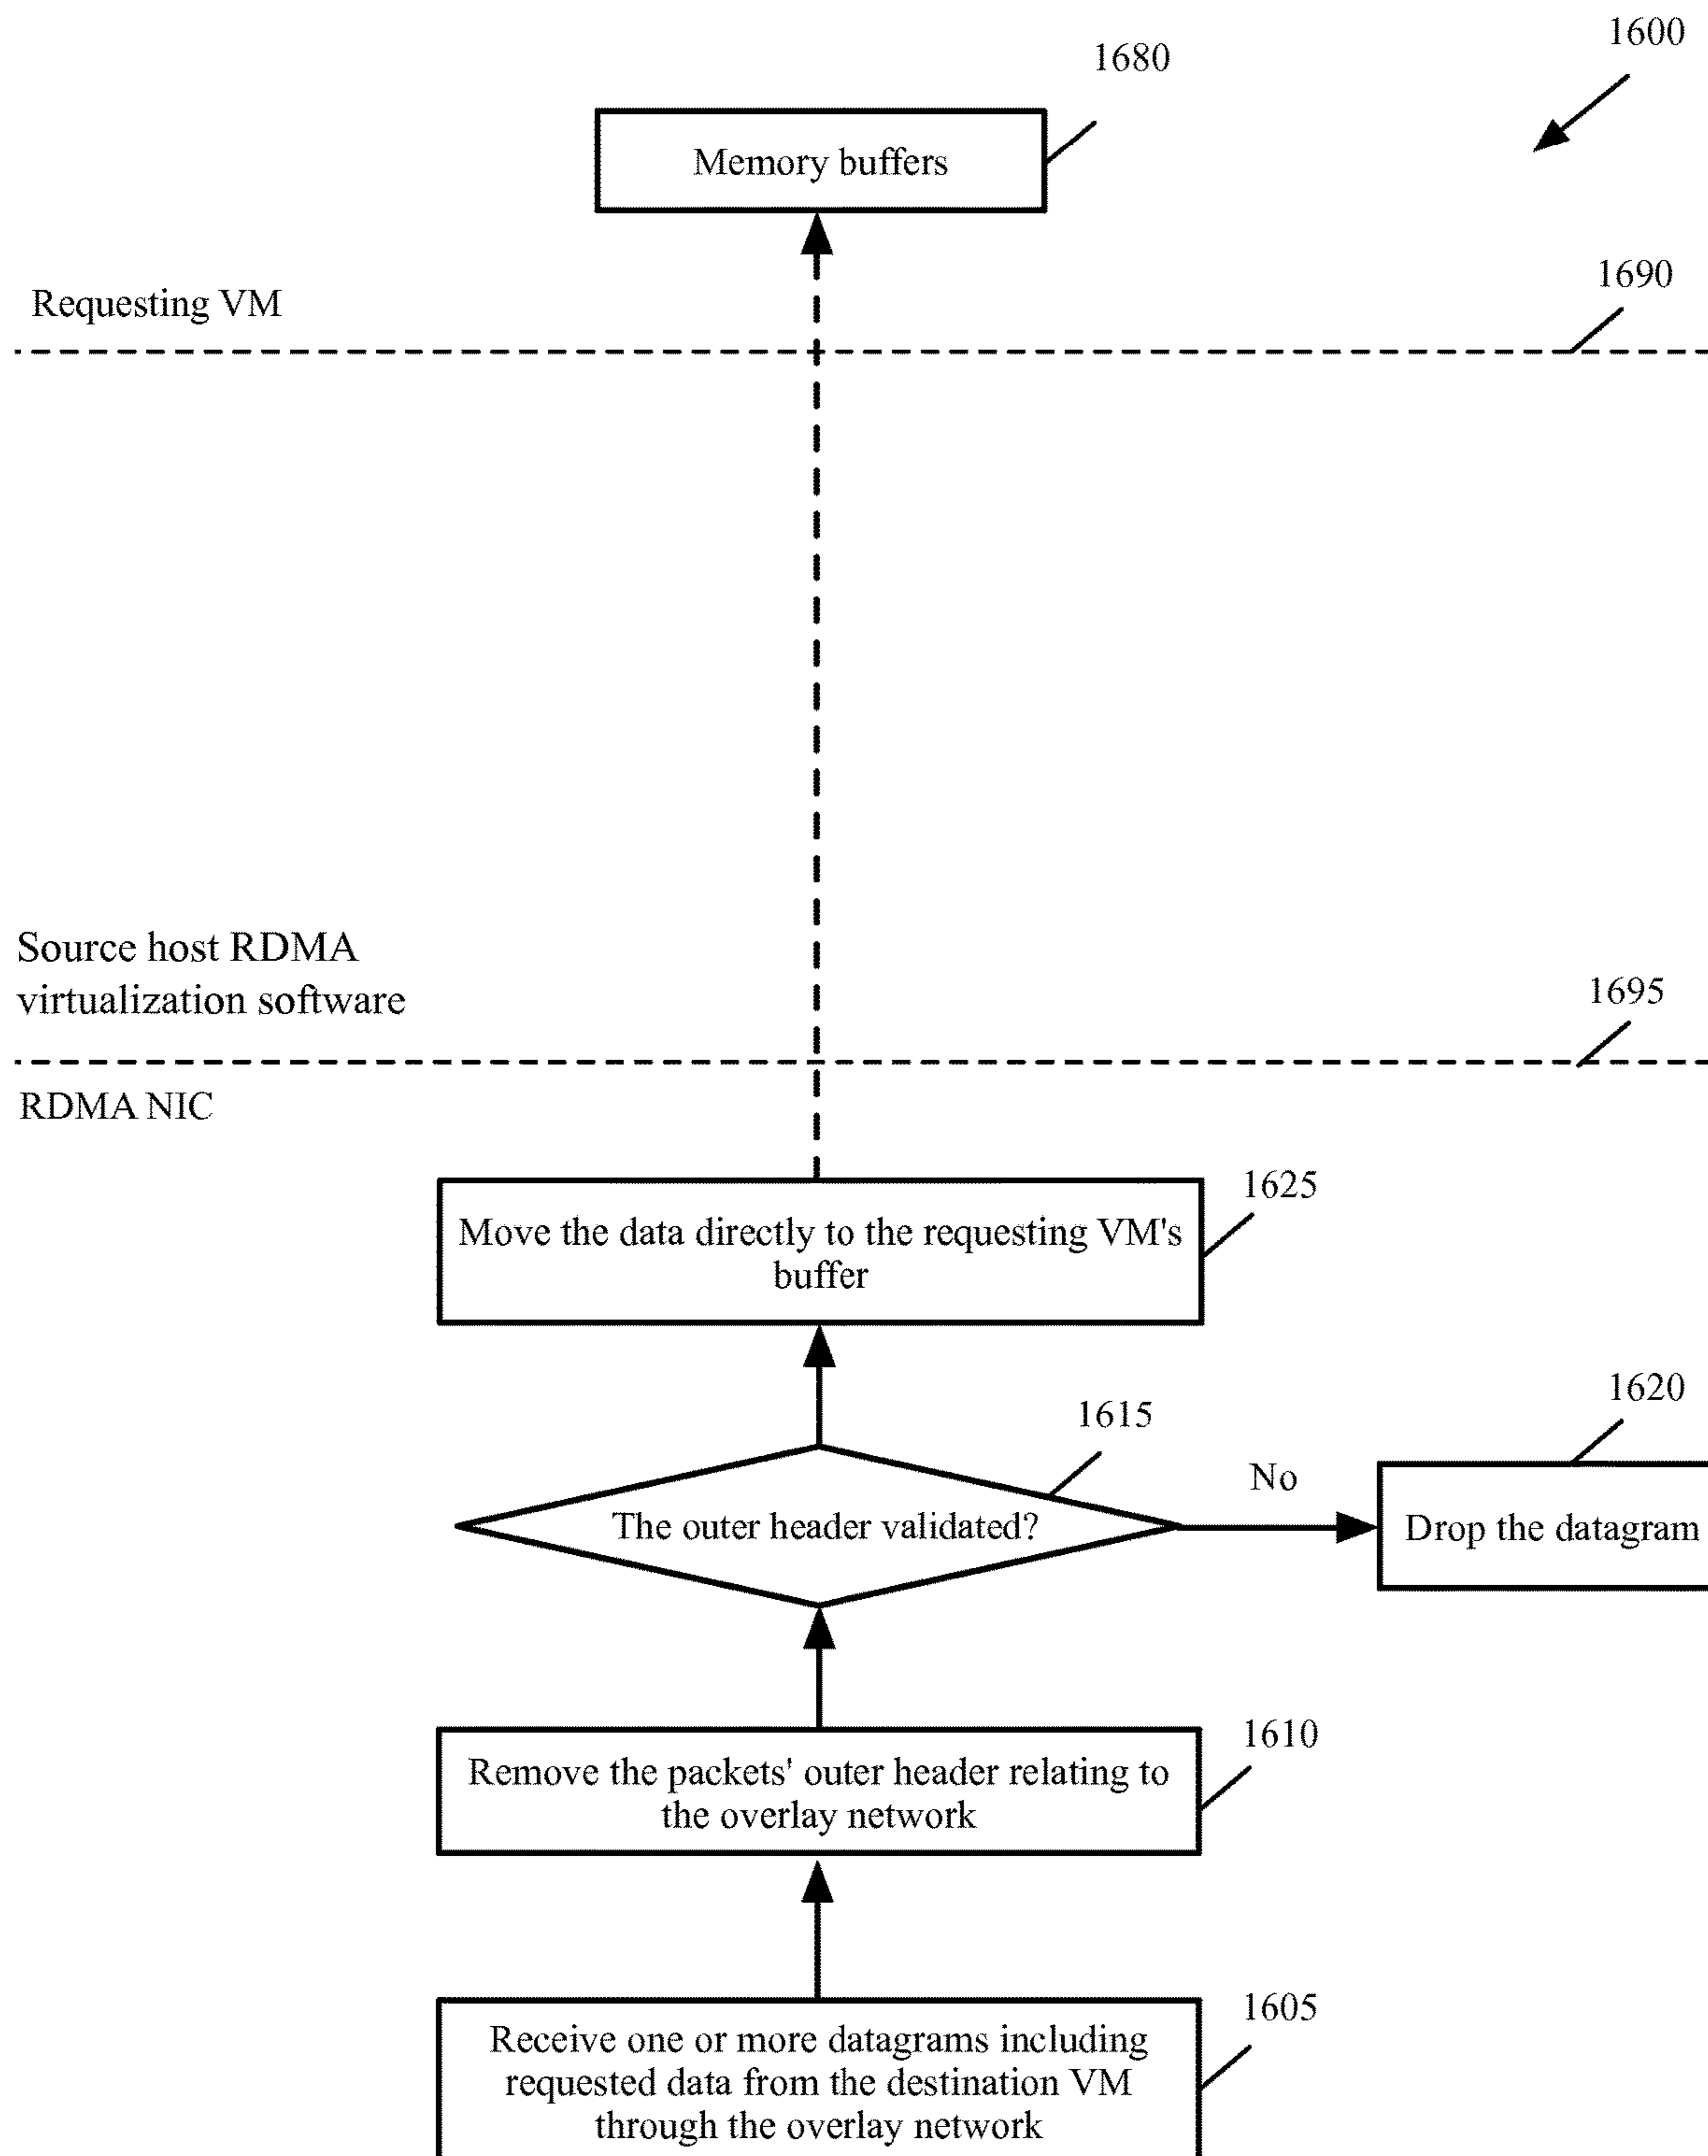 1600
1680
Memory buffers
1690
Requesting VM
Source host RDMA
virtualization software
1695
RDMA NIC
1625
Move the data directly to the requesting VM's
buffer
1620
1615
No
The outer header validated?
Drop the datagram
1610
Remove the packets' outer header relating to
the overlay network
1605
Receive one or more datagrams including
requested data from the destination VM
through the overlay network